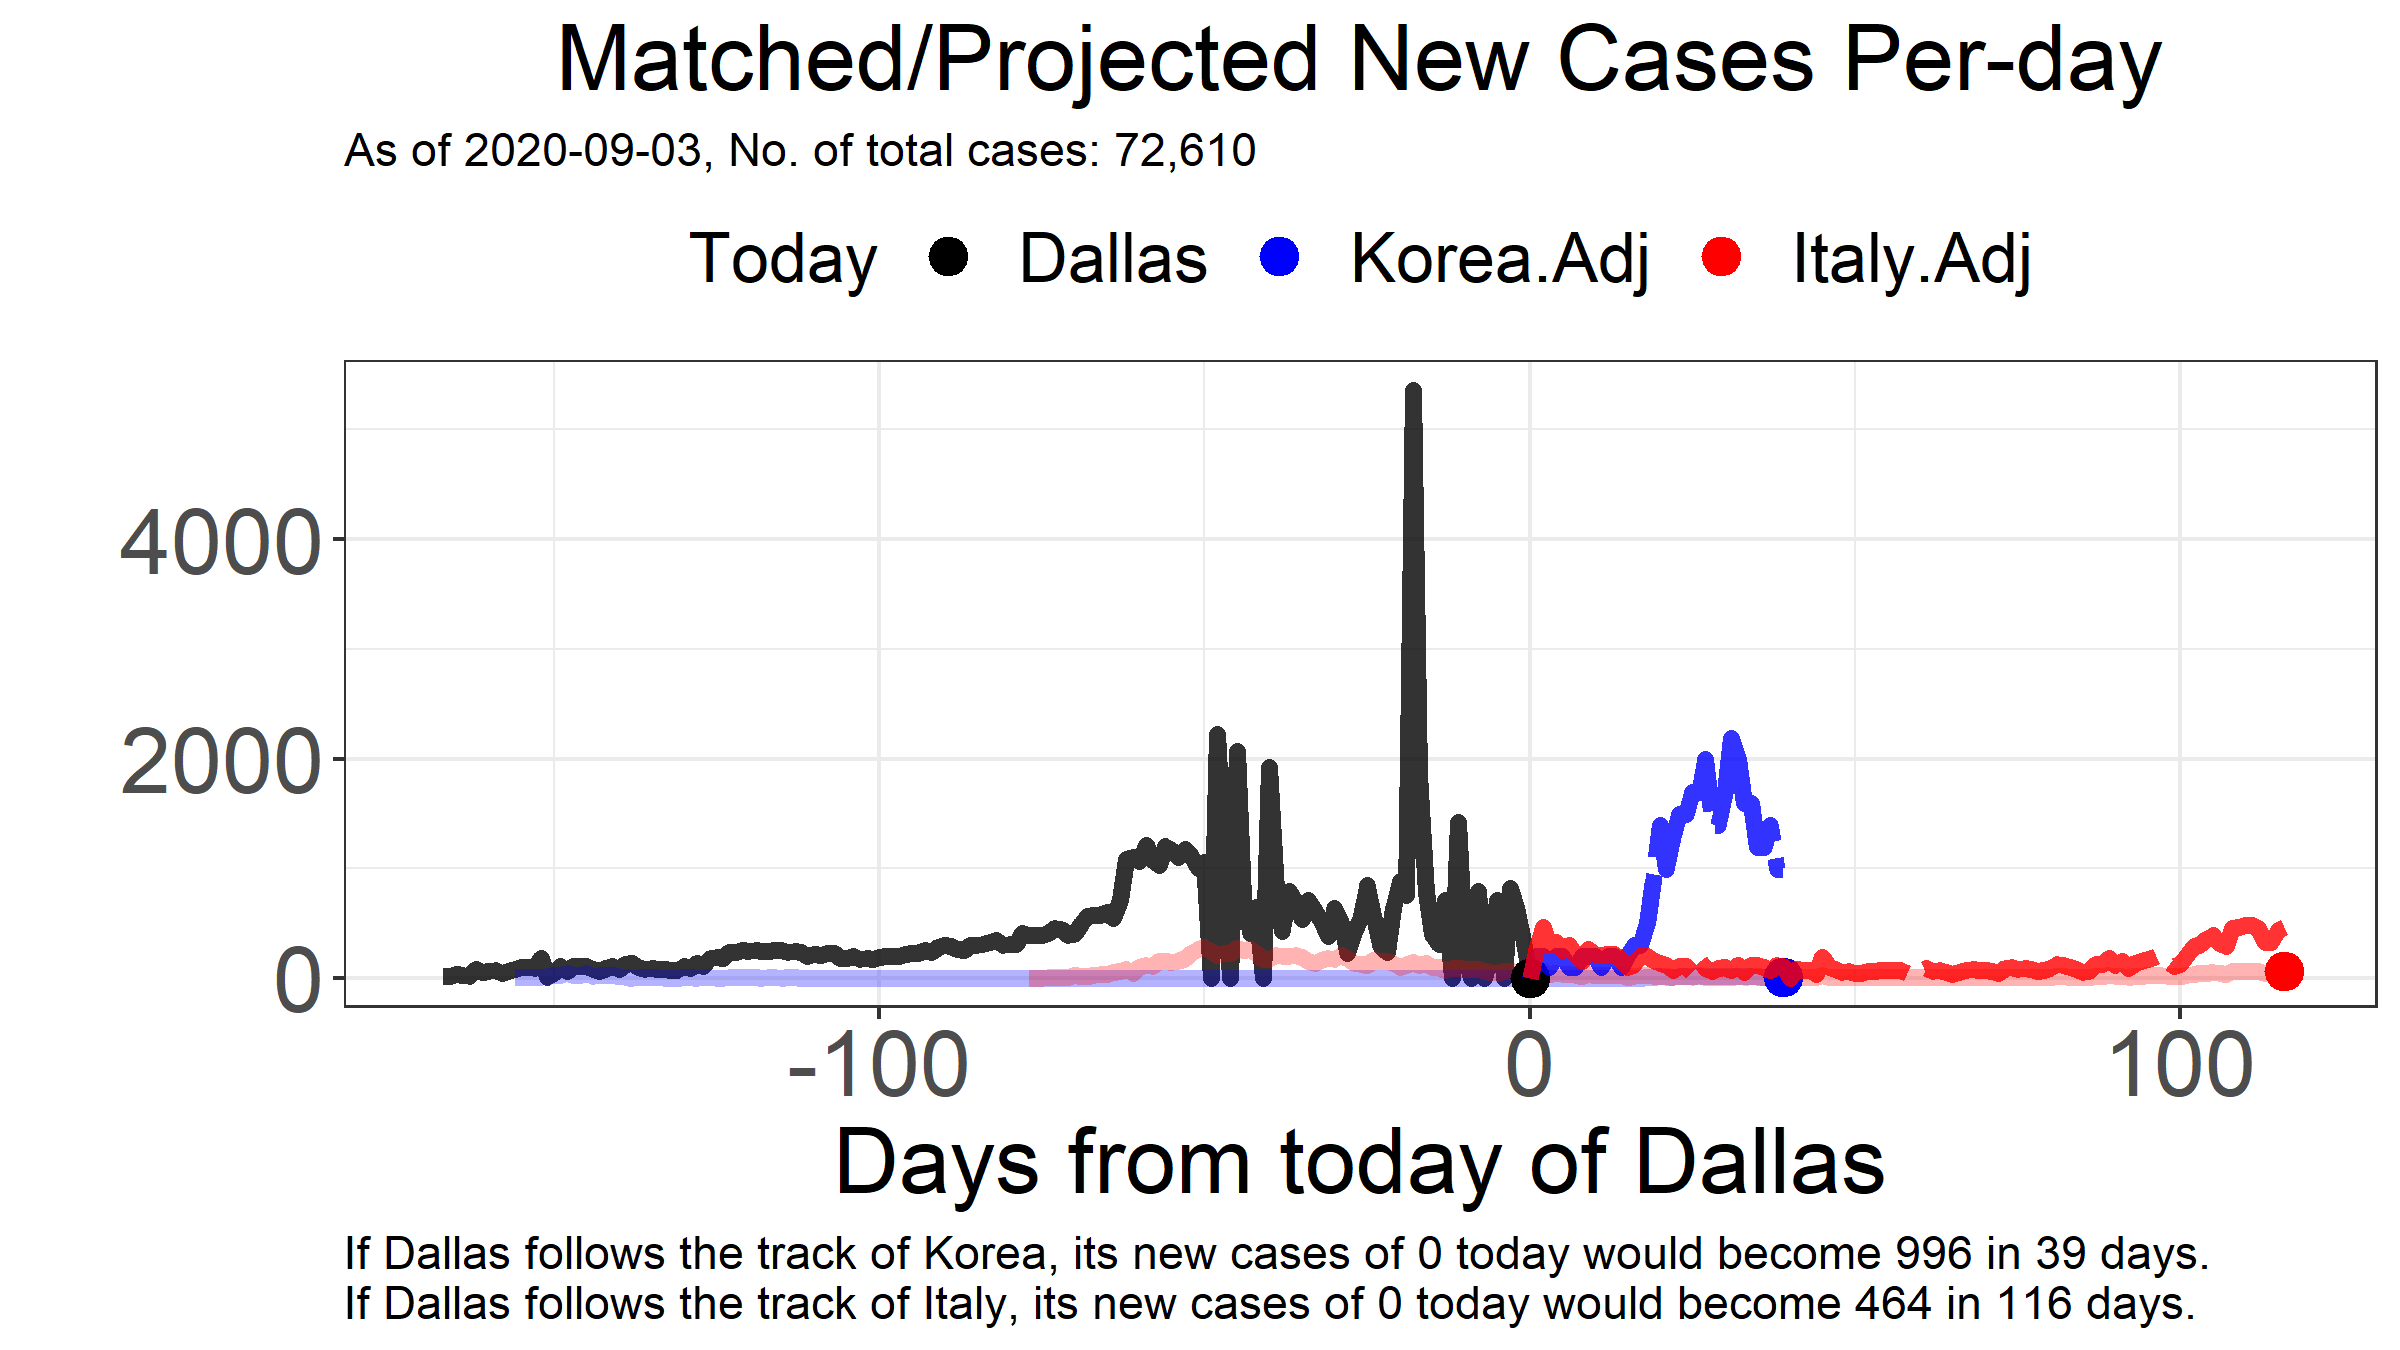 Matched/Projected New Cases Per-day
As of 2020-09-03, No. of total cases: 72,610
Today Dallas Korea.Adj Italy.Adj
4000
2000
0
-100 0 100
Days from today of Dallas
If Dallas follows the track of Korea, its new cases of 0 today would become 996 in 39 days.
If Dallas follows the track of Italy, its new cases of 0 today would become 464 in 116 days.